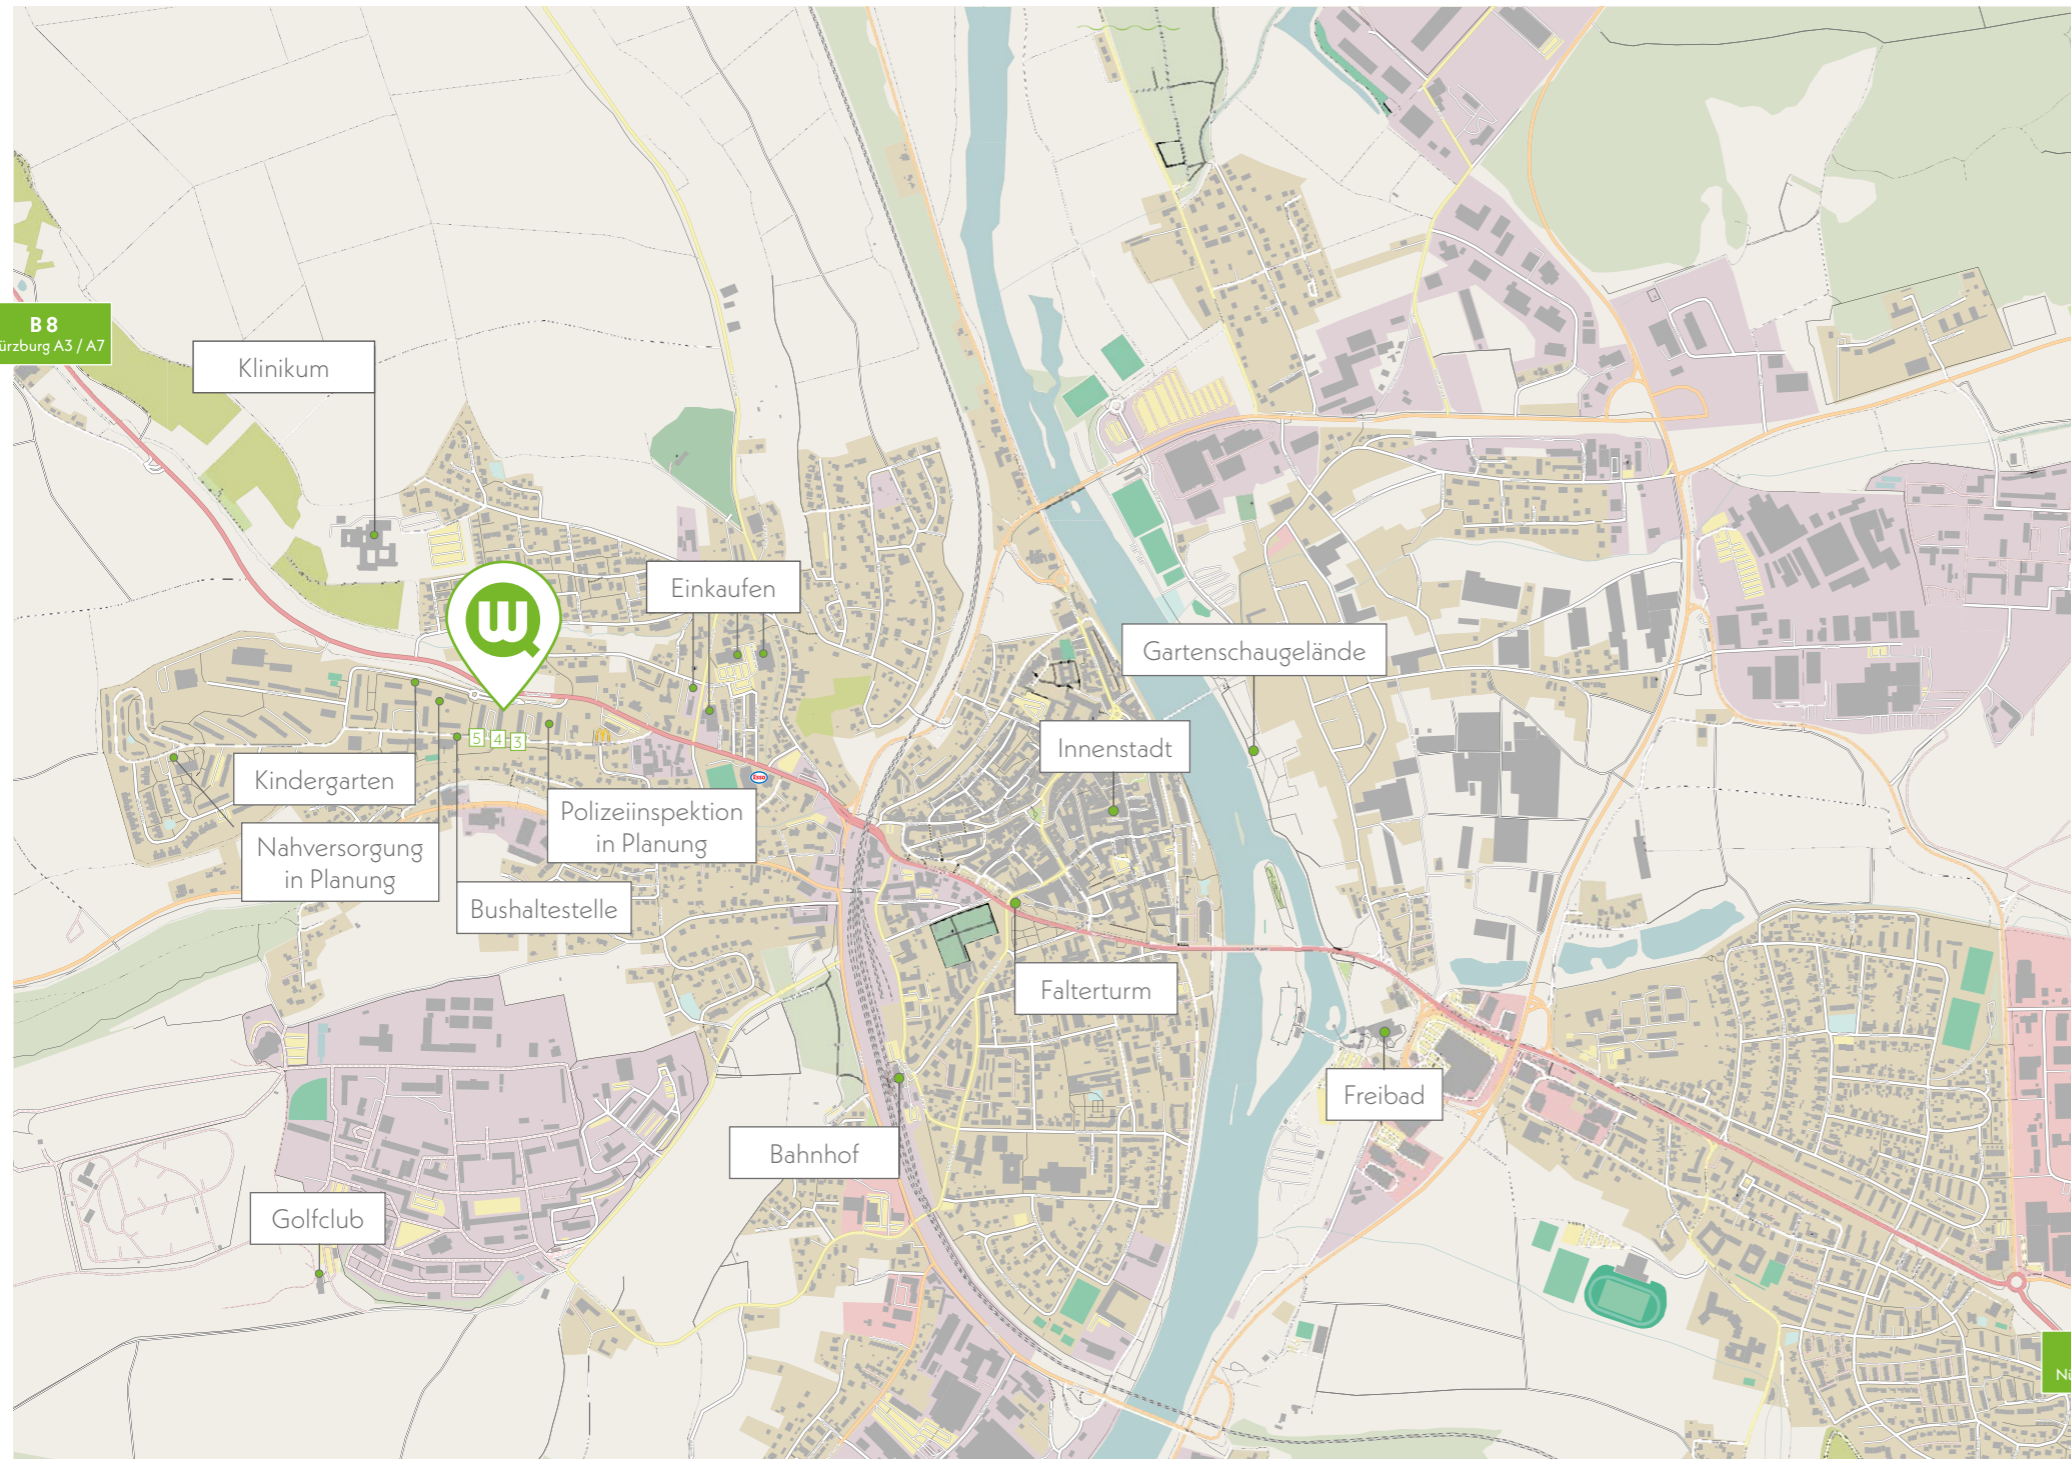 B 8
ürzburg A3 / A7
Klinikum
Einkaufen
Gartenschaugelände
Innenstadt
5
4
3
Esso
Kindergarten
Polizeiinspektion
in Planung
Nahversorgung
in Planung
Bushaltestelle
Falterturm
Freibad
Bahnhof
Golfclub